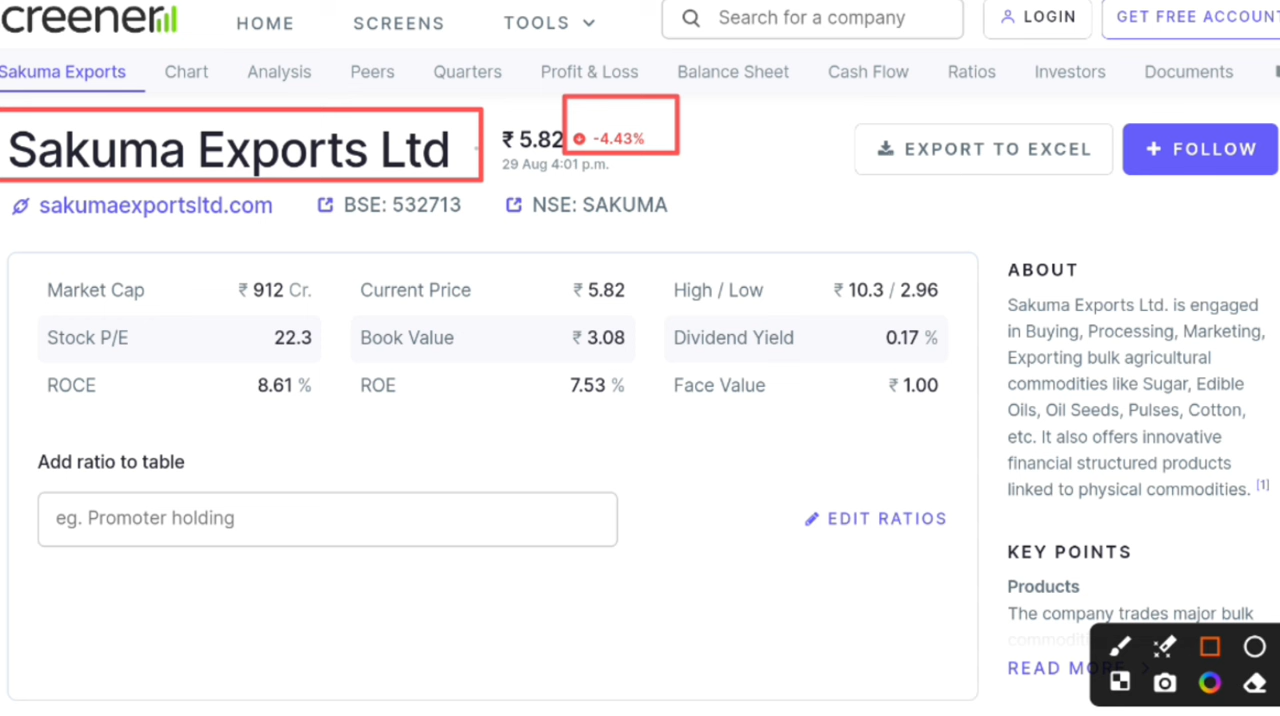 creener
HOME SCREENS TOOLS Search for a company LOGIN GET FREE ACCOUNT
Sakuma Exports Chart Analysis Peers Quarters Profit & Loss Balance Sheet Cash Flow Ratios Investors Documents
Sakuma Exports Ltd ₹ 5.82 -4.43%
29 Aug 4:01 p.m.
EXPORT TO EXCEL + FOLLOW
sakumaexportsltd.com BSE: 532713 NSE: SAKUMA
Market Cap ₹ 912 Cr. Current Price ₹ 5.82 High / Low ₹ 10.3 / 2.96
Stock P/E 22.3 Book Value ₹ 3.08 Dividend Yield 0.17 %
ROCE 8.61 % ROE 7.53 % Face Value ₹ 1.00
Add ratio to table
eg. Promoter holding
EDIT RATIOS
ABOUT
Sakuma Exports Ltd. is engaged
in Buying, Processing, Marketing,
Exporting bulk agricultural
commodities like Sugar, Edible
Oils, Oil Seeds, Pulses, Cotton,
etc. It also offers innovative
financial structured products
linked to physical commodities. [1]
KEY POINTS
Products
The company trades major bulk
READ MORE